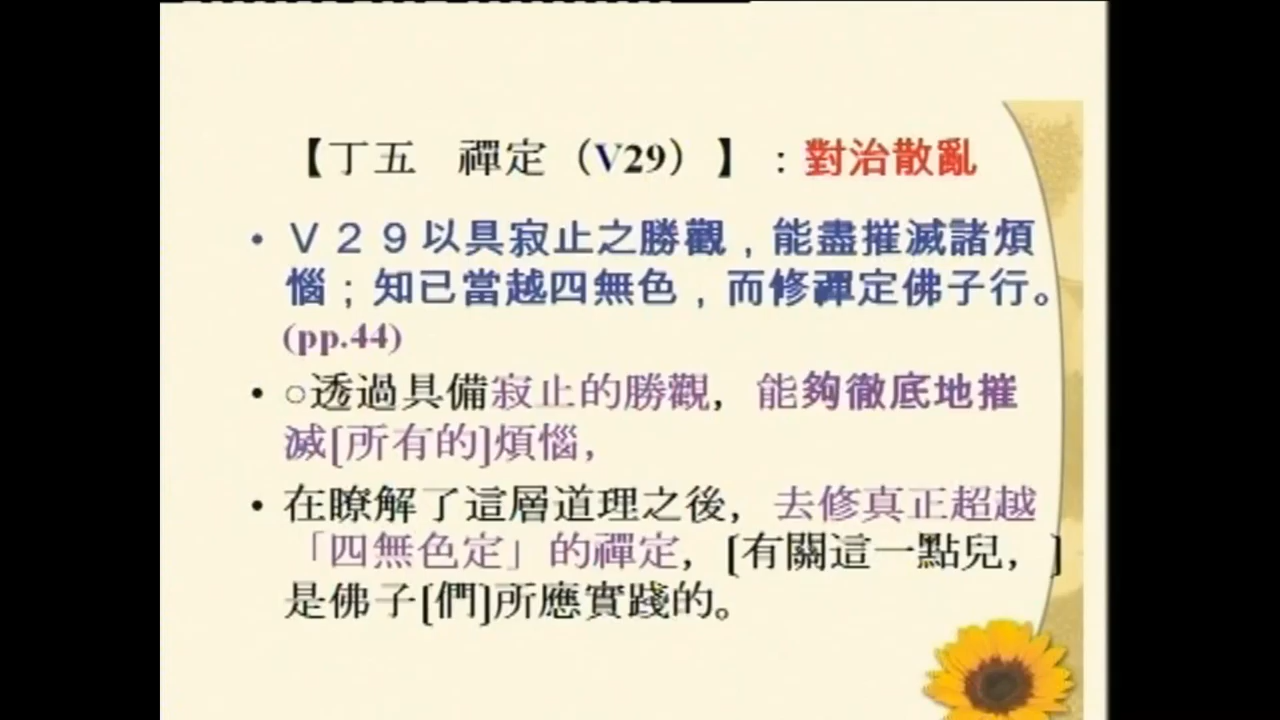 【丁五　禪定（V29）】：對治散亂
• Ｖ２９以具寂止之勝觀，能盡摧滅諸煩
惱；知已當越四無色，而修禪定佛子行。
(pp.44)
• ○透過具備寂止的勝觀，能夠徹底地摧
滅[所有的]煩惱，
• 在瞭解了這層道理之後，去修真正超越
「四無色定」的禪定，[有關這一點兒，]
是佛子[們]所應實踐的。